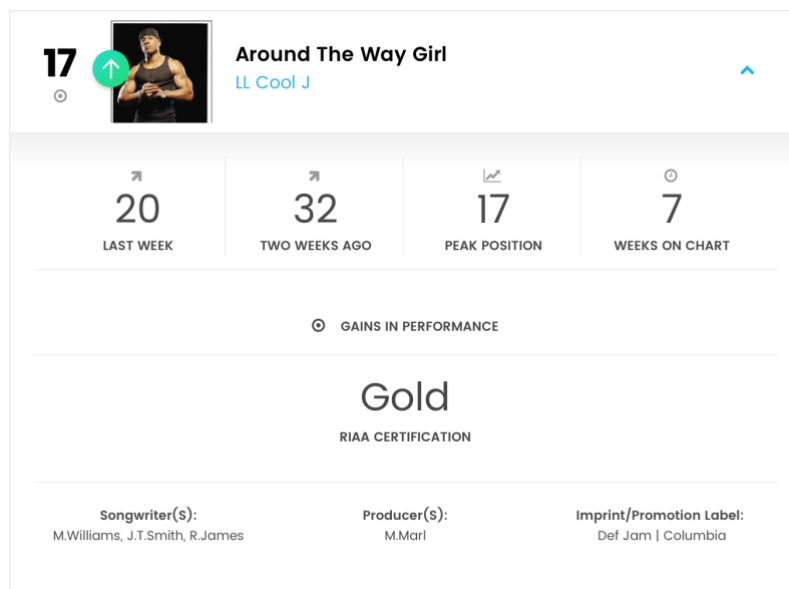 17
Around The Way Girl
LL Cool J
20
LAST WEEK
32
TWO WEEKS AGO
17
PEAK POSITION
7
WEEKS ON CHART
GAINS IN PERFORMANCE
Gold
RIAA CERTIFICATION
Songwriter(S):
M.Williams, J.T.Smith, R.James
Producer(S):
M.Marl
Imprint/Promotion Label:
Def Jam | Columbia